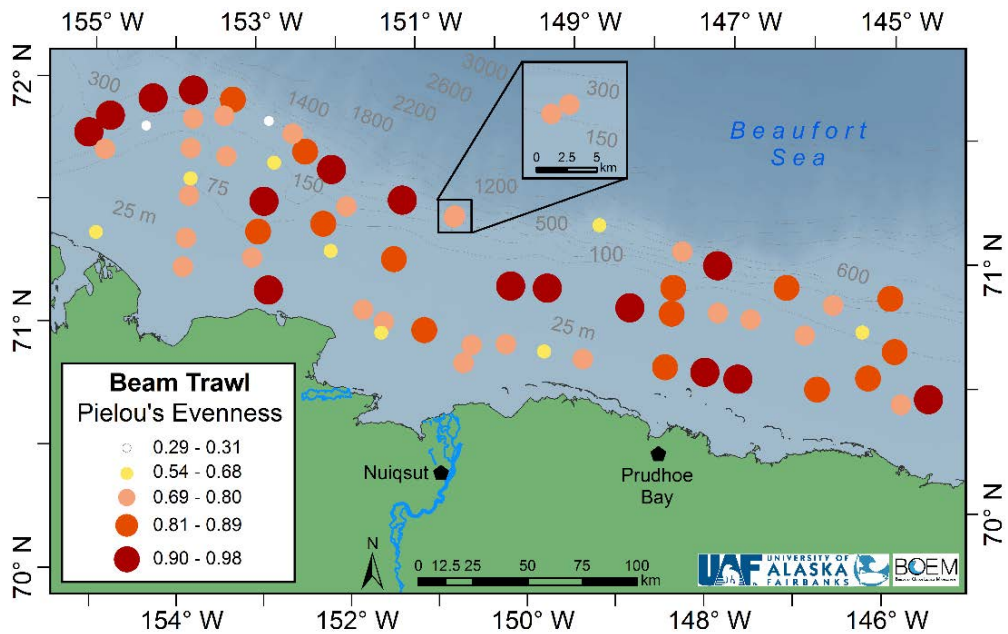 155° W 153° W 151° W 149° W 147° W 145° W
72° N
71° N
70° N
71° N
70° N
3000
2600
2200
1800
1400
300
300
150
0 2.5 5
km
Beaufort
Sea
75
150
25 m
1200
500
100
600
25 m
Beam Trawl
Pielou's Evenness
0.29 - 0.31
0.54 - 0.68
0.69 - 0.80
0.81 - 0.89
0.90 - 0.98
Nuiqsut
Prudhoe
Bay
N
0 12.5 25 50 75 100
km
UAF UNIVERSITY OF
ALASKA
FAIRBANKS
BOEM
154° W 152° W 150° W 148° W 146° W